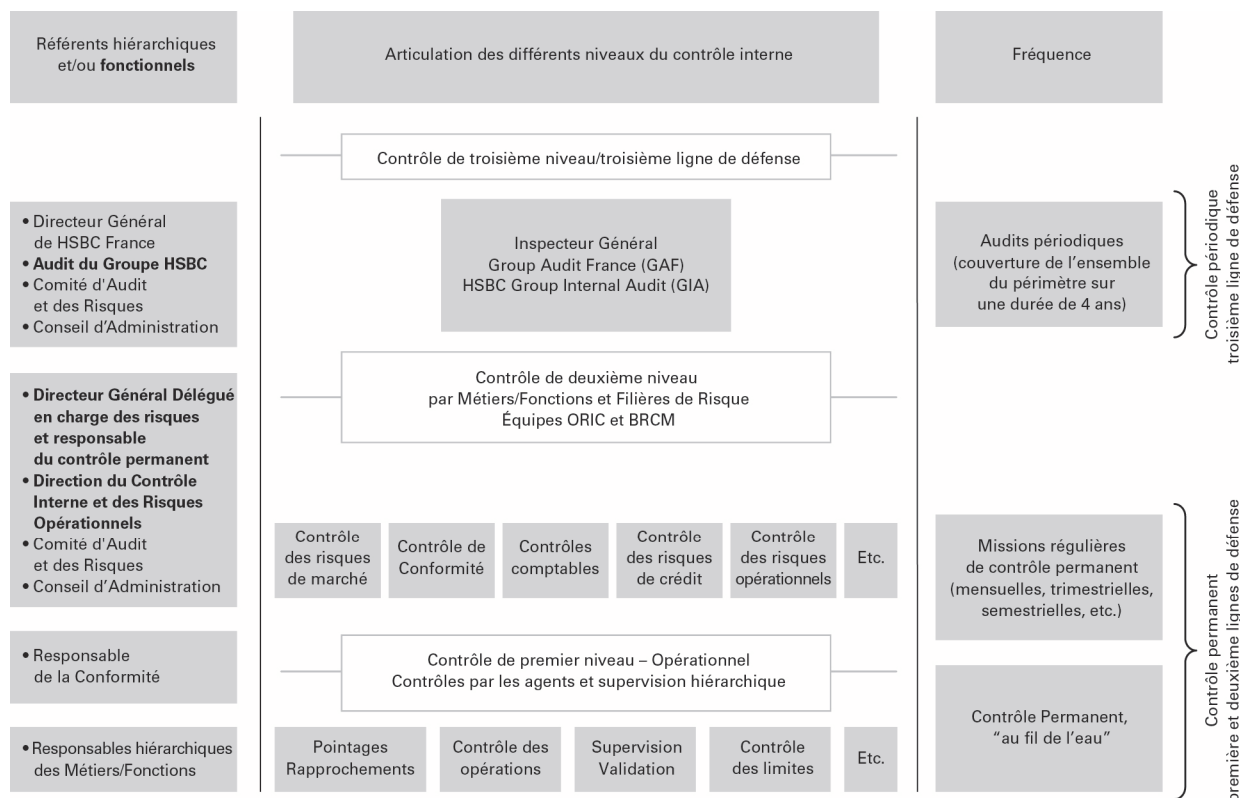 Référents hiérarchiques
et/ou fonctionnels
Articulation des différents niveaux du contrôle interne
Fréquence
Contrôle de troisième niveau/troisième ligne de défense
• Directeur Général
de HSBC France
• Audit du Groupe HSBC
• Comité d'Audit
et des Risques
• Conseil d’Administration
Inspecteur Général
Group Audit France (GAF)
HSBC Group Internal Audit (GIA)
Audits périodiques
(couverture de l’ensemble
du périmètre sur
une durée de 4 ans)
Contrôle périodique
troisième ligne de défense
Contrôle de deuxième niveau
par Métiers/Fonctions et Filières de Risque
Équipes ORIC et BRCM
• Directeur Général Délégué
en charge des risques
et responsable
du contrôle permanent
• Direction du Contrôle
Interne et des Risques
Opérationnels
• Comité d'Audit
et des Risques
• Conseil d’Administration
Contrôle
des risques
de marché
Contrôle de
Conformité
Contrôles
comptables
Contrôle
des risques
de crédit
Contrôle
des risques
opérationnels
Etc.
Missions régulières
de contrôle permanent
(mensuelles, trimestrielles,
semestrielles, etc.)
Contrôle permanent
première et deuxième lignes de défense
• Responsable
de la Conformité
Contrôle de premier niveau – Opérationnel
Contrôles par les agents et supervision hiérarchique
Contrôle Permanent,
“au fil de l’eau”
• Responsables hiérarchiques
des Métiers/Fonctions
Pointages
Rapprochements
Contrôle des
opérations
Supervision
Validation
Contrôle
des limites
Etc.